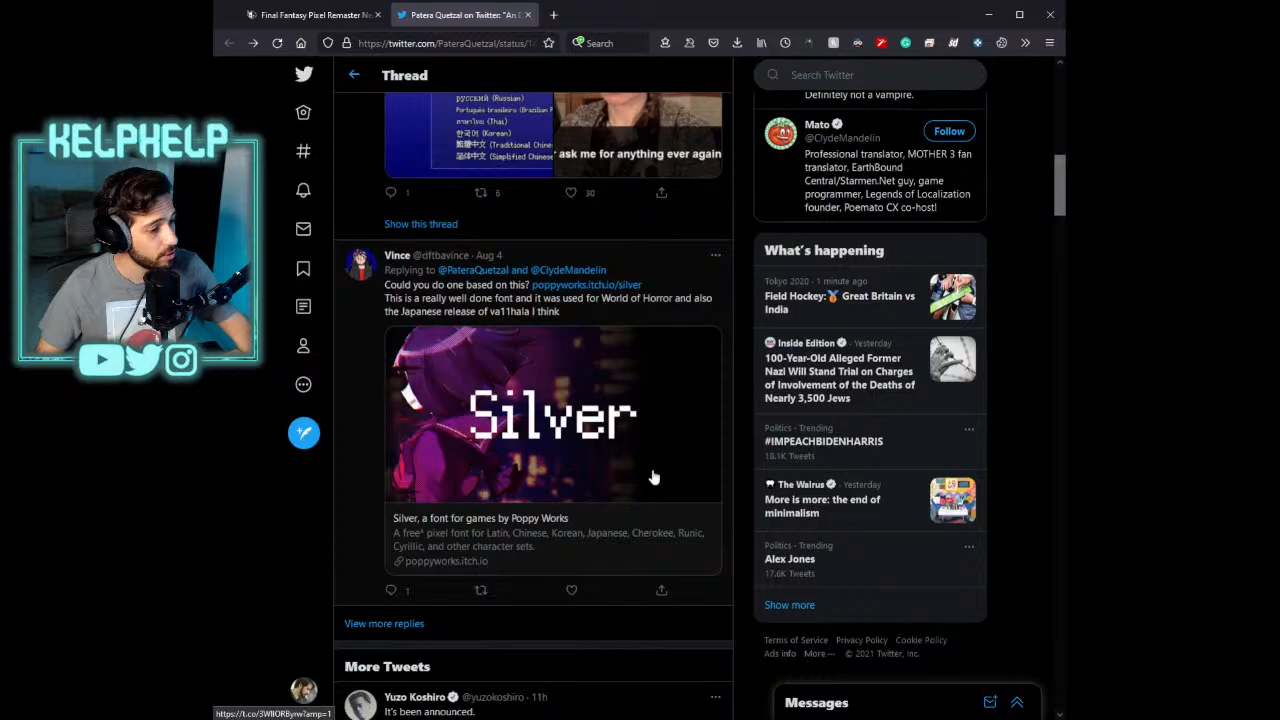 Final Fantasy Pixel Remaster Ne
Patera Quetzal on Twitter: "An E
https://twitter.com/PateraQuetzal/status/1
Search
KELPHELP
Thread
Search Twitter
русский (Russian)
Português brasileiro (Brazilian P
ภาษาไทย (Thai)
한국어 (Korean)
繁體中文 (Traditional Chine
简体中文 (Simplified Chinese
ask me for anything ever again
1
6
30
Show this thread
Vince @dftbavince · Aug 4
Replying to @PateraQuetzal and @ClydeMandelin
Could you do one based on this? poppyworks.itch.io/silver
This is a really well done font and it was used for World of Horror and also
the Japanese release of va11hala I think
Silver
Silver, a font for games by Poppy Works
A free* pixel font for Latin, Chinese, Korean, Japanese, Cherokee, Runic,
Cyrillic, and other character sets.
poppyworks.itch.io
1
View more replies
More Tweets
Yuzo Koshiro @yuzokoshiro · 11h
It's been announced.
Definitely not a vampire.
Mato
@ClydeMandelin
Follow
Professional translator, MOTHER 3 fan
translator, EarthBound
Central/Starmen.Net guy, game
programmer, Legends of Localization
founder, Poemato CX co-host!
What's happening
Tokyo 2020 · 1 minute ago
Field Hockey: Great Britain vs
India
Inside Edition · Yesterday
100-Year-Old Alleged Former
Nazi Will Stand Trial on Charges
of Involvement of the Deaths of
Nearly 3,500 Jews
Politics · Trending
#IMPEACHBIDENHARRIS
18.1K Tweets
The Walrus · Yesterday
More is more: the end of
minimalism
Politics · Trending
Alex Jones
17.6K Tweets
Show more
Terms of Service Privacy Policy Cookie Policy
Ads info More ··· © 2021 Twitter, Inc.
Messages
https://t.co/3WIIORByrw?amp=1